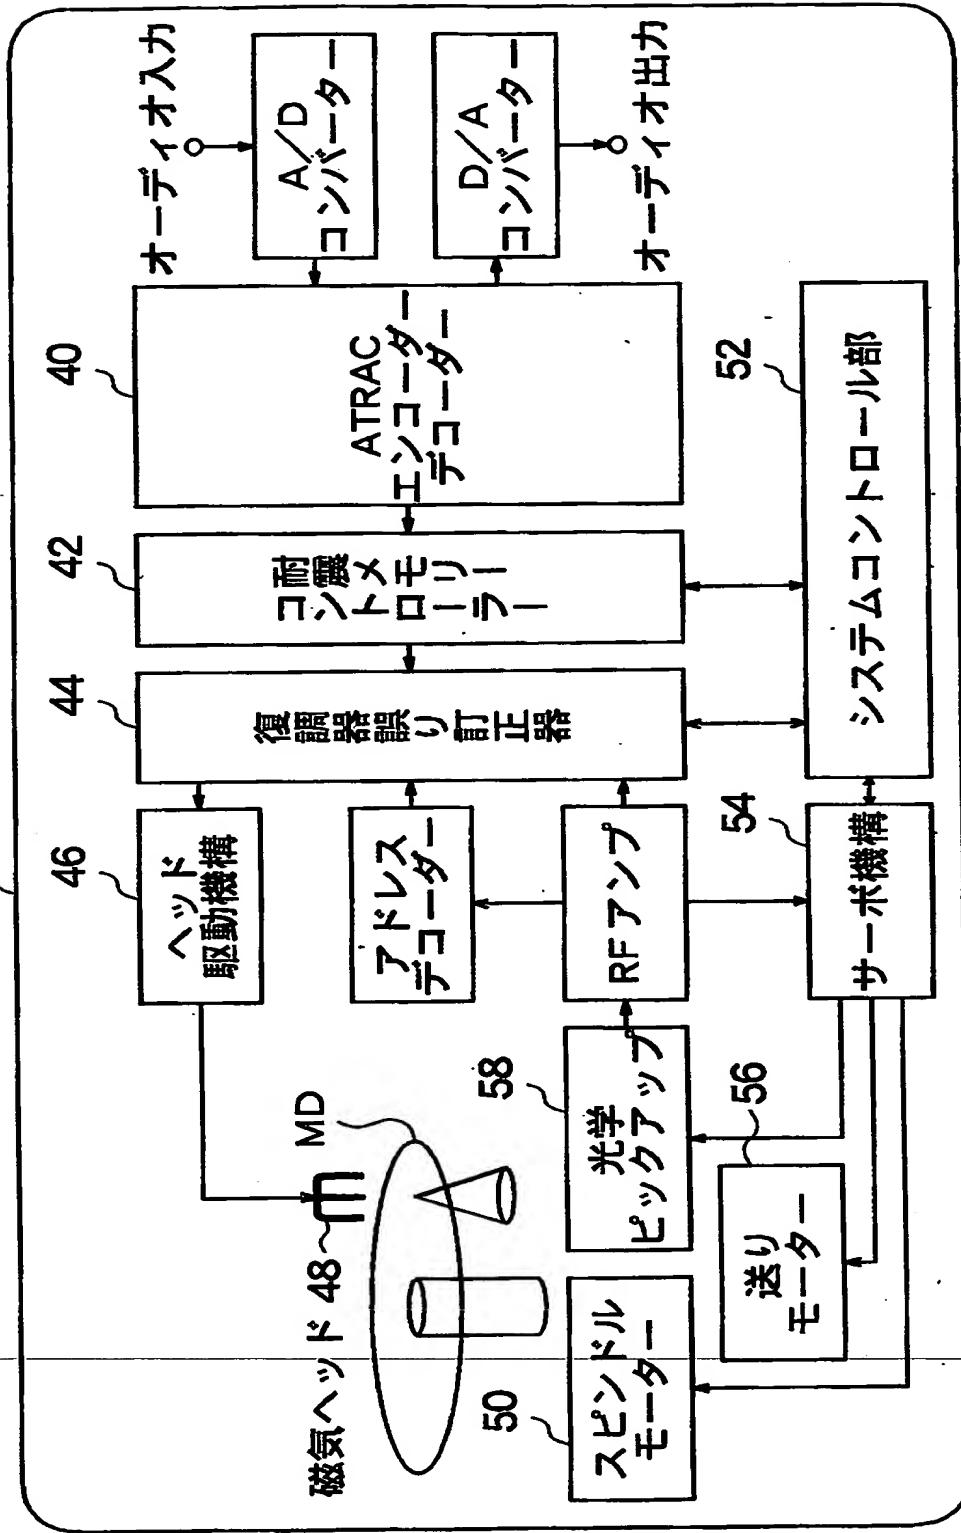 46
44
42
40
オーディオ入力
ヘッド
駆動機構
A/D
コンバーター
磁気ヘッド 48
MD
復調器誤り訂正器
耐震メモリー
コントローラー
ATRAC
エンコーダー
デコーダー
アドレス
デコーダー
D/A
コンバーター
オーディオ出力
50
スピンドル
モーター
58
光学
ピックアップ
RFアンプ
56
送り
モーター
54
サーボ機構
52
システムコントロール部